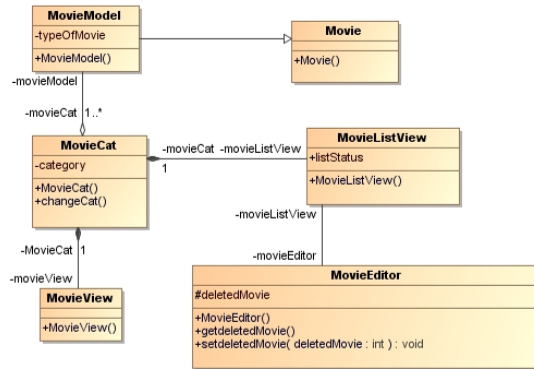 MovieModel
-typeOfMovie
+MovieModel()
Movie
+Movie()
-movieModel
-movieCat 1..*
MovieCat
-category
+MovieCat()
+changeCat()
-movieCat -movieListView
1
MovieListView
+listStatus
+MovieListView()
-movieListView
-movieEditor
-MovieCat 1
-movieView
MovieView
+MovieView()
MovieEditor
#deletedMovie
+MovieEditor()
+getdeletedMovie()
+setdeletedMovie( deletedMovie : int ) : void